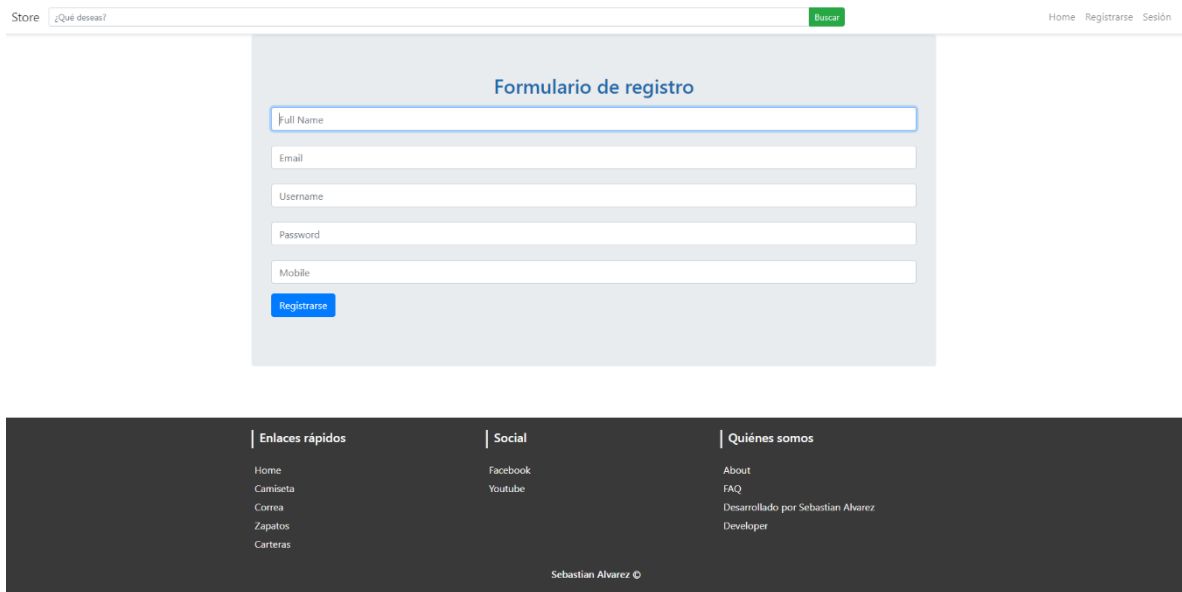 Store ¿Qué deseas? Buscar Home Registrarse Sesión
Formulario de registro
Full Name
Email
Username
Password
Mobile
Registrarse
Enlaces rápidos
Home
Camiseta
Correa
Zapatos
Carteras
Social
Facebook
Youtube
Quiénes somos
About
FAQ
Desarrollado por Sebastian Alvarez
Developer
Sebastian Alvarez ©